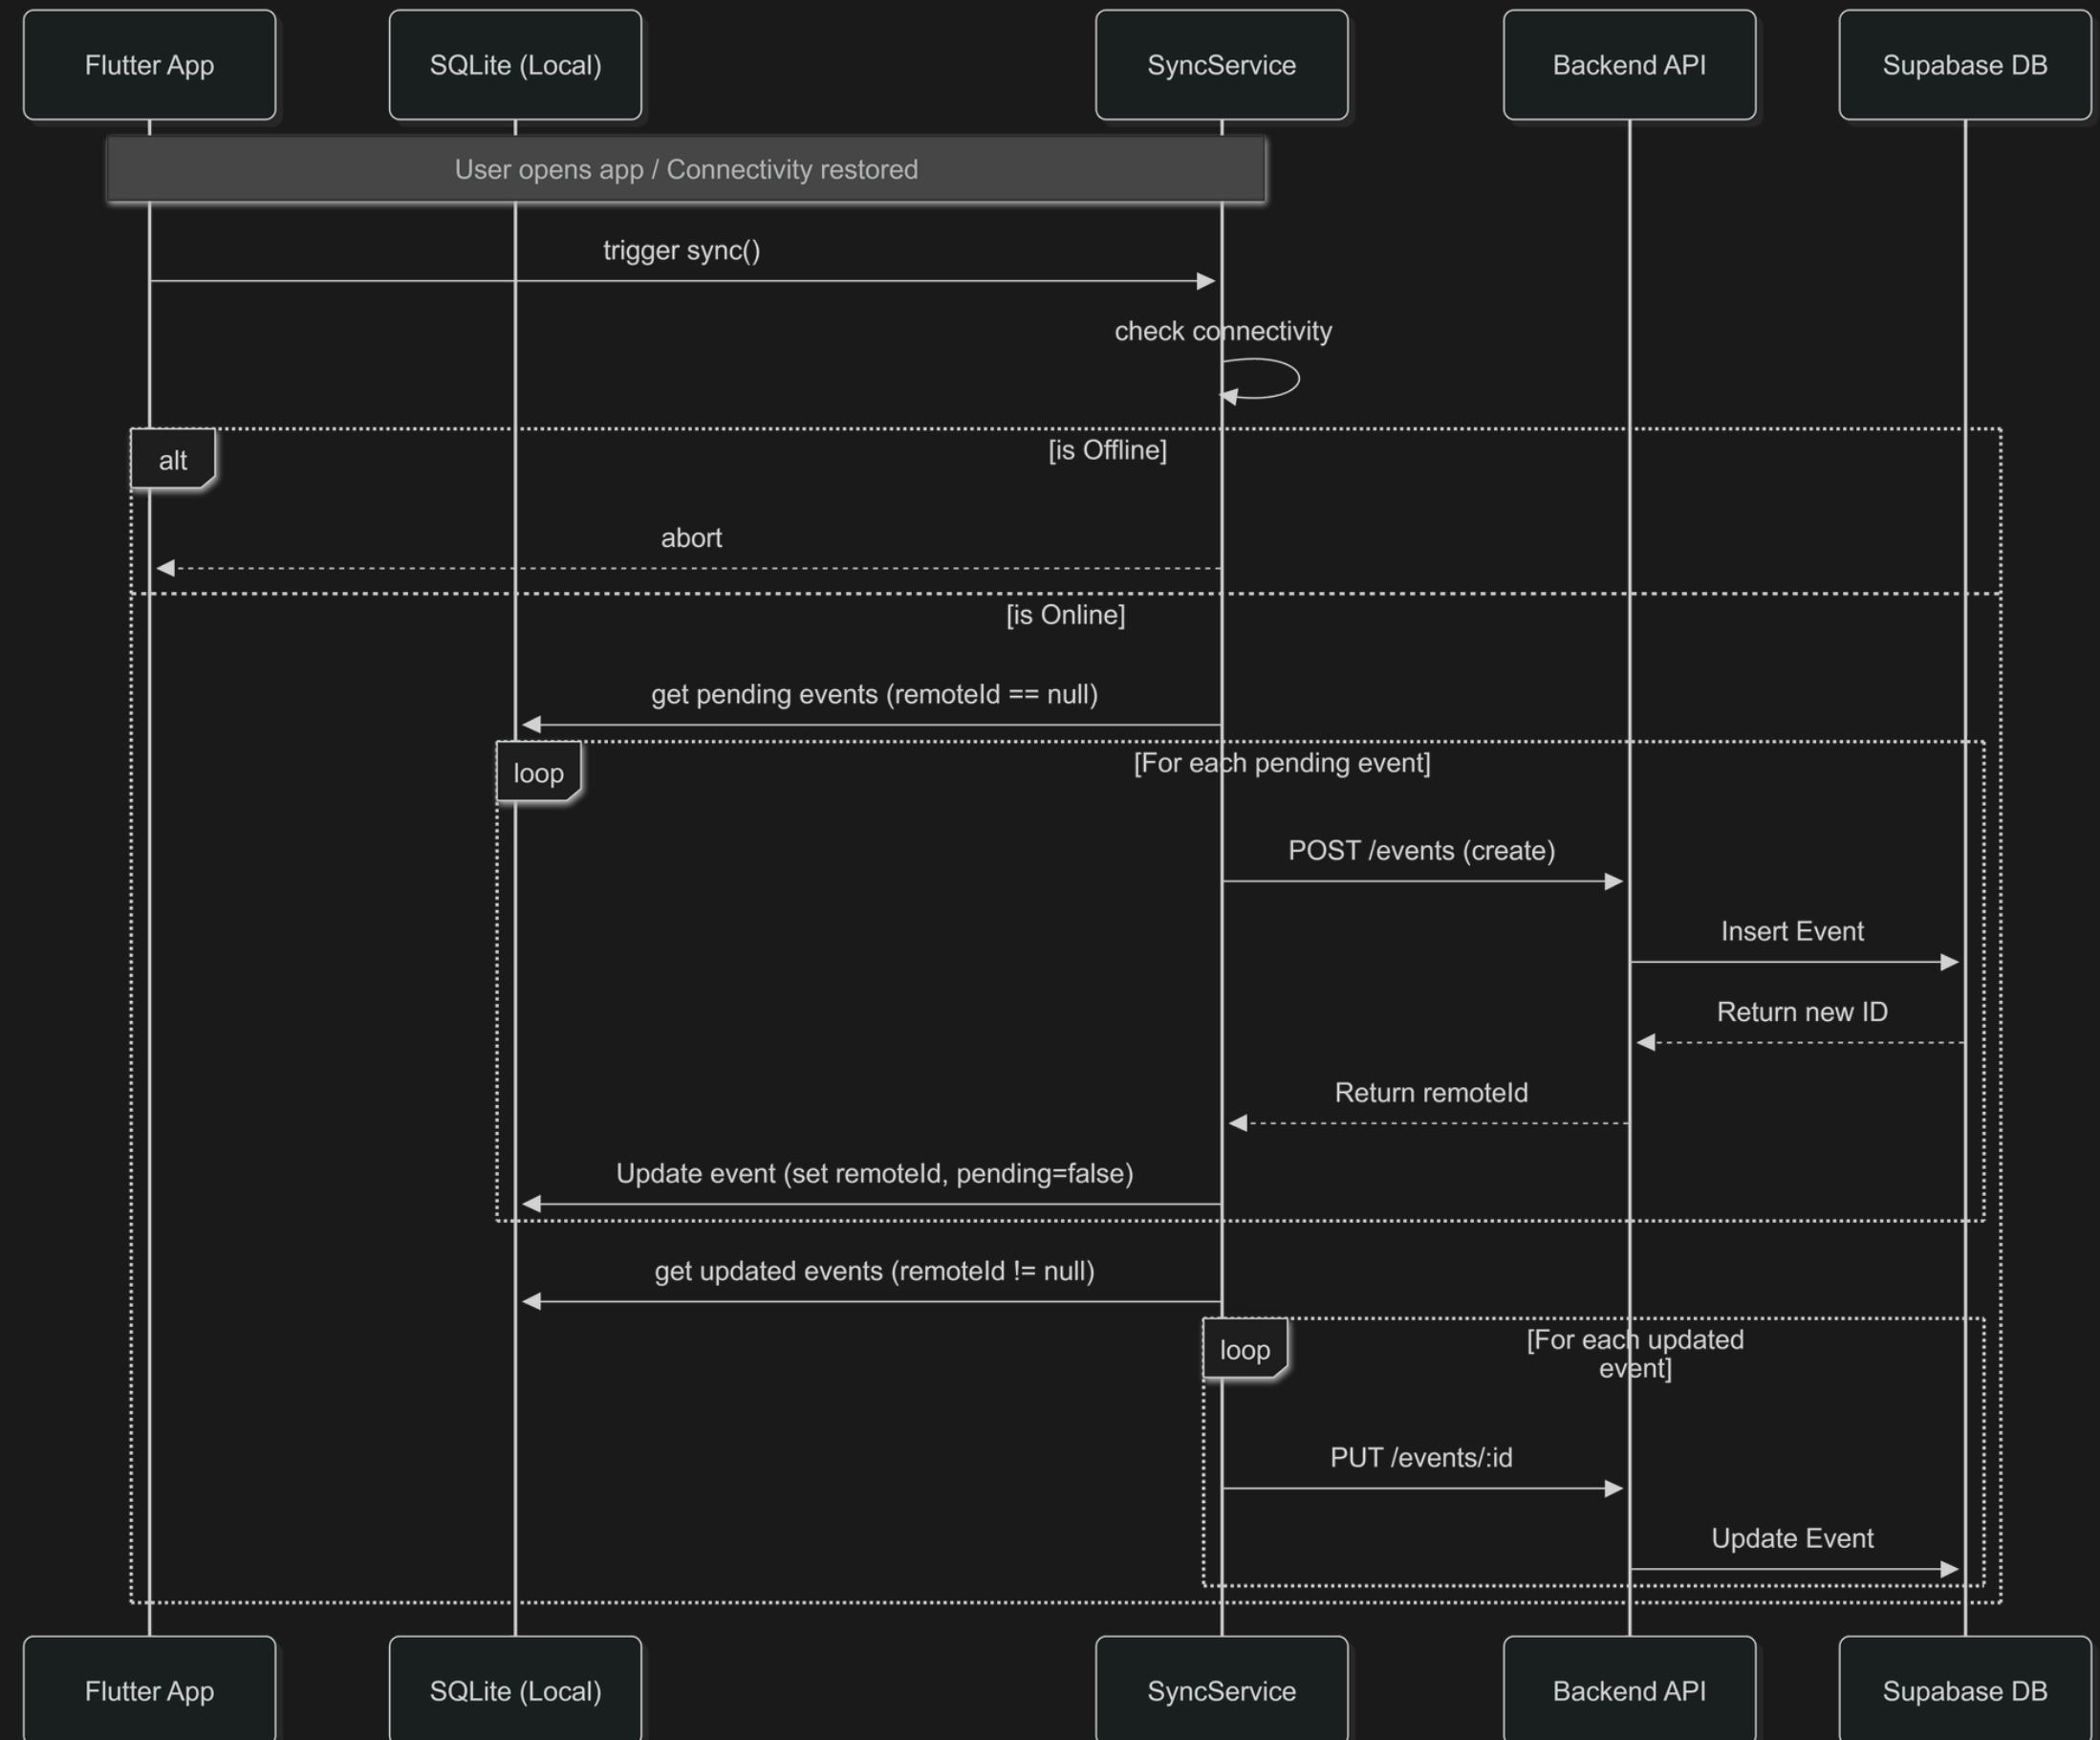 Flutter App
SQLite (Local)
SyncService
Backend API
Supabase DB
User opens app / Connectivity restored
trigger sync()
check connectivity
alt
[is Offline]
abort
[is Online]
get pending events (remoteId == null)
loop
[For each pending event]
POST /events (create)
Insert Event
Return new ID
Return remoteId
Update event (set remoteId, pending=false)
get updated events (remoteId != null)
loop
[For each updated
event]
PUT /events/:id
Update Event
Flutter App
SQLite (Local)
SyncService
Backend API
Supabase DB